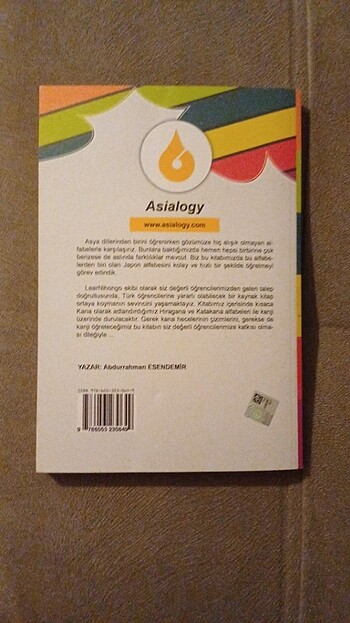 Asialogy
www.asialogy.com
Asya dillerinden birini öğrenirken gözümüze hiç alışık olmayan al-
fabelerle karşılaşırız. Bunlara baktığımızda hemen hepsi birbirine çok
benzese de aslında farklılıklar mevcut. Siz bu kitabımızda bu alfabe-
lerden biri olan Japon alfabesini kolay ve hızlı bir şekilde öğretmeyi
görev edindik.
LearNihongo ekibi olarak siz değerli öğrencilerimizden gelen talep
doğrultusunda, Türk öğrencilerine yararlı olabilecek bir kaynak kitap
ortaya koymanın sevincini yaşamaktayız. Kitabımız içerisinde kısaca
Kana olarak adlandırdığımız Hiragana ve Katakana alfabeleri ile kanji
üzerinde durulacaktır. Gerek kana hecelerinin çizimlerini, gerekse de
kanji öğreteceğimiz bu kitabın siz değerli öğrencilerimize katkısı olma-
sı dileğiyle ...
YAZAR: Abdurrahman ESENDEMİR